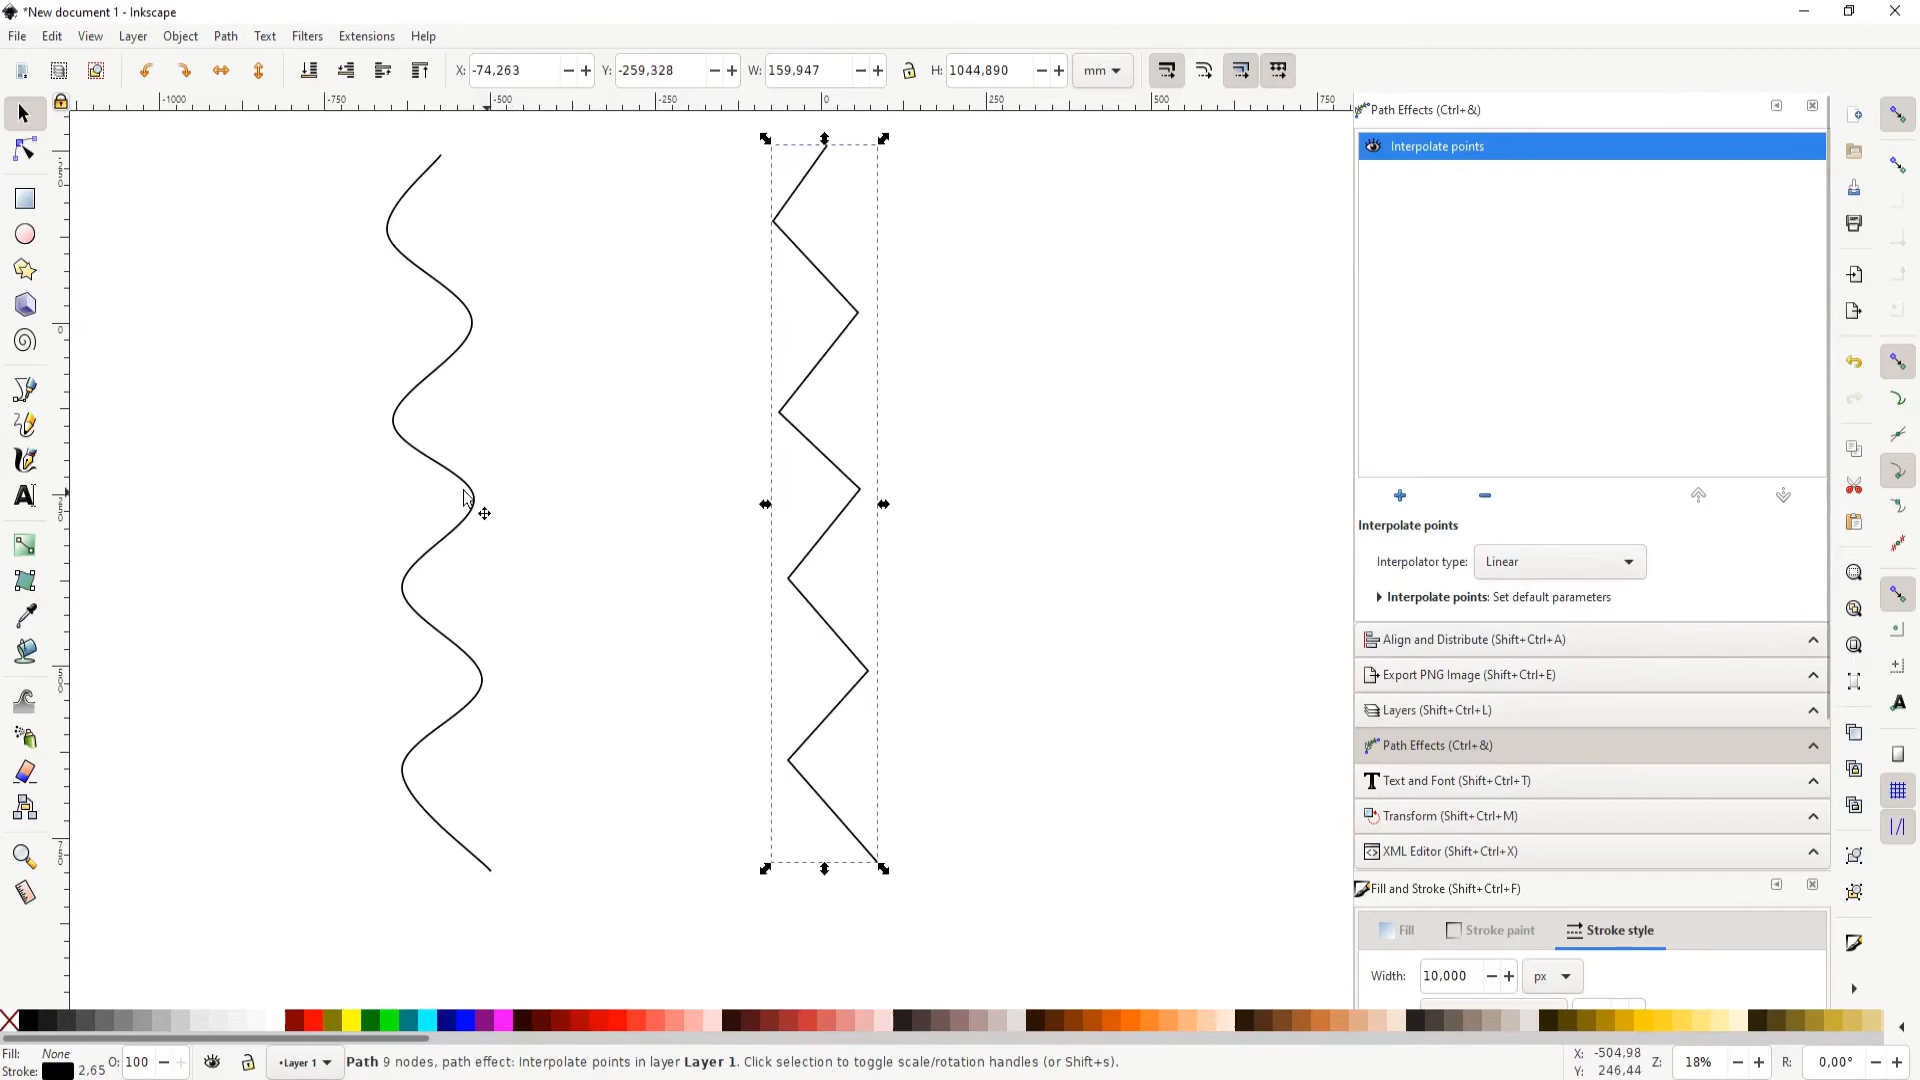 *New document 1 - Inkscape
File Edit View Layer Object Path Text Filters Extensions Help
X: -74,263 Y: -259,328 W: 159,947 H: 1044,890 mm
-1000 -750 -500 -250 0 250 500 750
Path Effects (Ctrl+&)
Interpolate points
Interpolate points
Interpolator type: Linear
Interpolate points: Set default parameters
Align and Distribute (Shift+Ctrl+A)
Export PNG Image (Shift+Ctrl+E)
Layers (Shift+Ctrl+L)
Path Effects (Ctrl+&)
Text and Font (Shift+Ctrl+T)
Transform (Shift+Ctrl+M)
XML Editor (Shift+Ctrl+X)
Fill and Stroke (Shift+Ctrl+F)
Fill Stroke paint Stroke style
Width: 10,000 px
Fill: None O: 100 Layer 1 Path 9 nodes, path effect: Interpolate points in layer Layer 1. Click selection to toggle scale/rotation handles (or Shift+s). X: -504,98 Z: 18% R: 0,00°
Stroke: 2,65 Y: 246,44